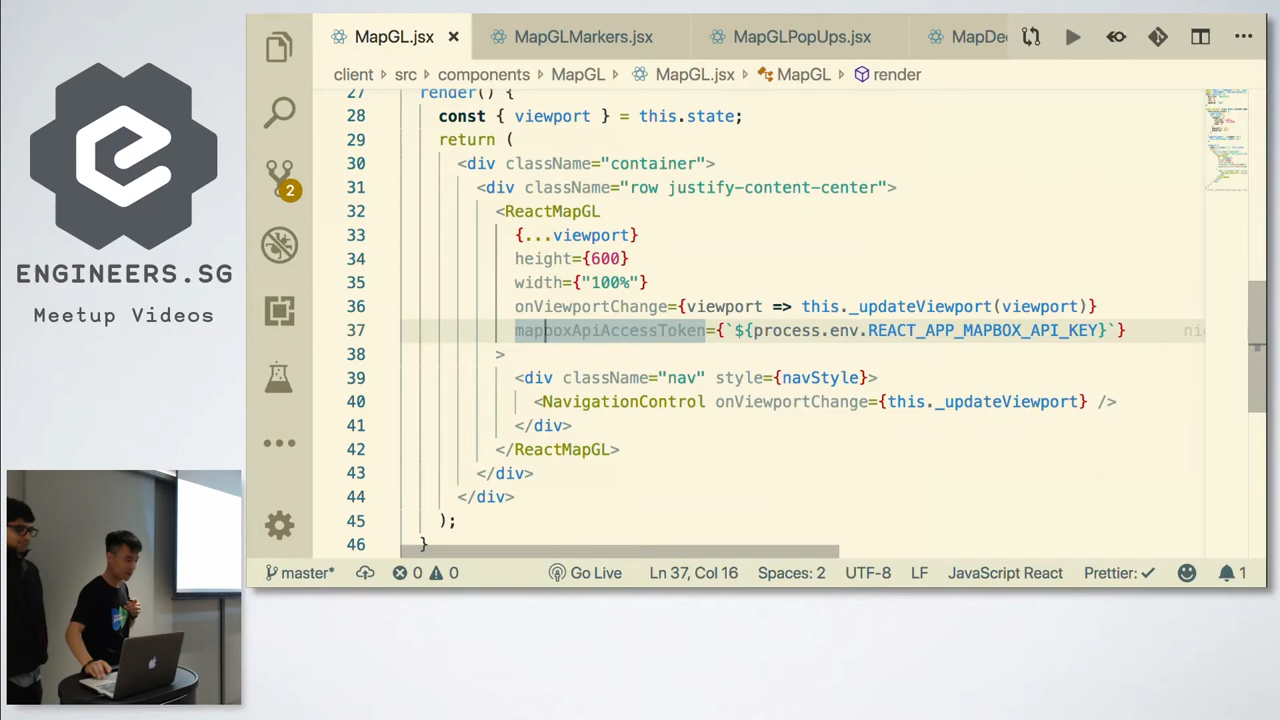 ENGINEERS.SG
Meetup Videos
2
MapGL.jsx
MapGLMarkers.jsx
MapGLPopUps.jsx
MapDe
client > src > components > MapGL > MapGL.jsx > MapGL > render
27 render() {
28 const { viewport } = this.state;
29 return (
30 <div className="container">
31 <div className="row justify-content-center">
32 <ReactMapGL
33 {...viewport}
34 height={600}
35 width={"100%"}
36 onViewportChange={viewport => this._updateViewport(viewport)}
37 mapboxApiAccessToken={`${process.env.REACT_APP_MAPBOX_API_KEY}`} ni
38 >
39 <div className="nav" style={navStyle}>
40 <NavigationControl onViewportChange={this._updateViewport} />
41 </div>
42 </ReactMapGL>
43 </div>
44 </div>
45 );
46 }
master* 0 0 Go Live Ln 37, Col 16 Spaces: 2 UTF-8 LF JavaScript React Prettier: ✓ 1